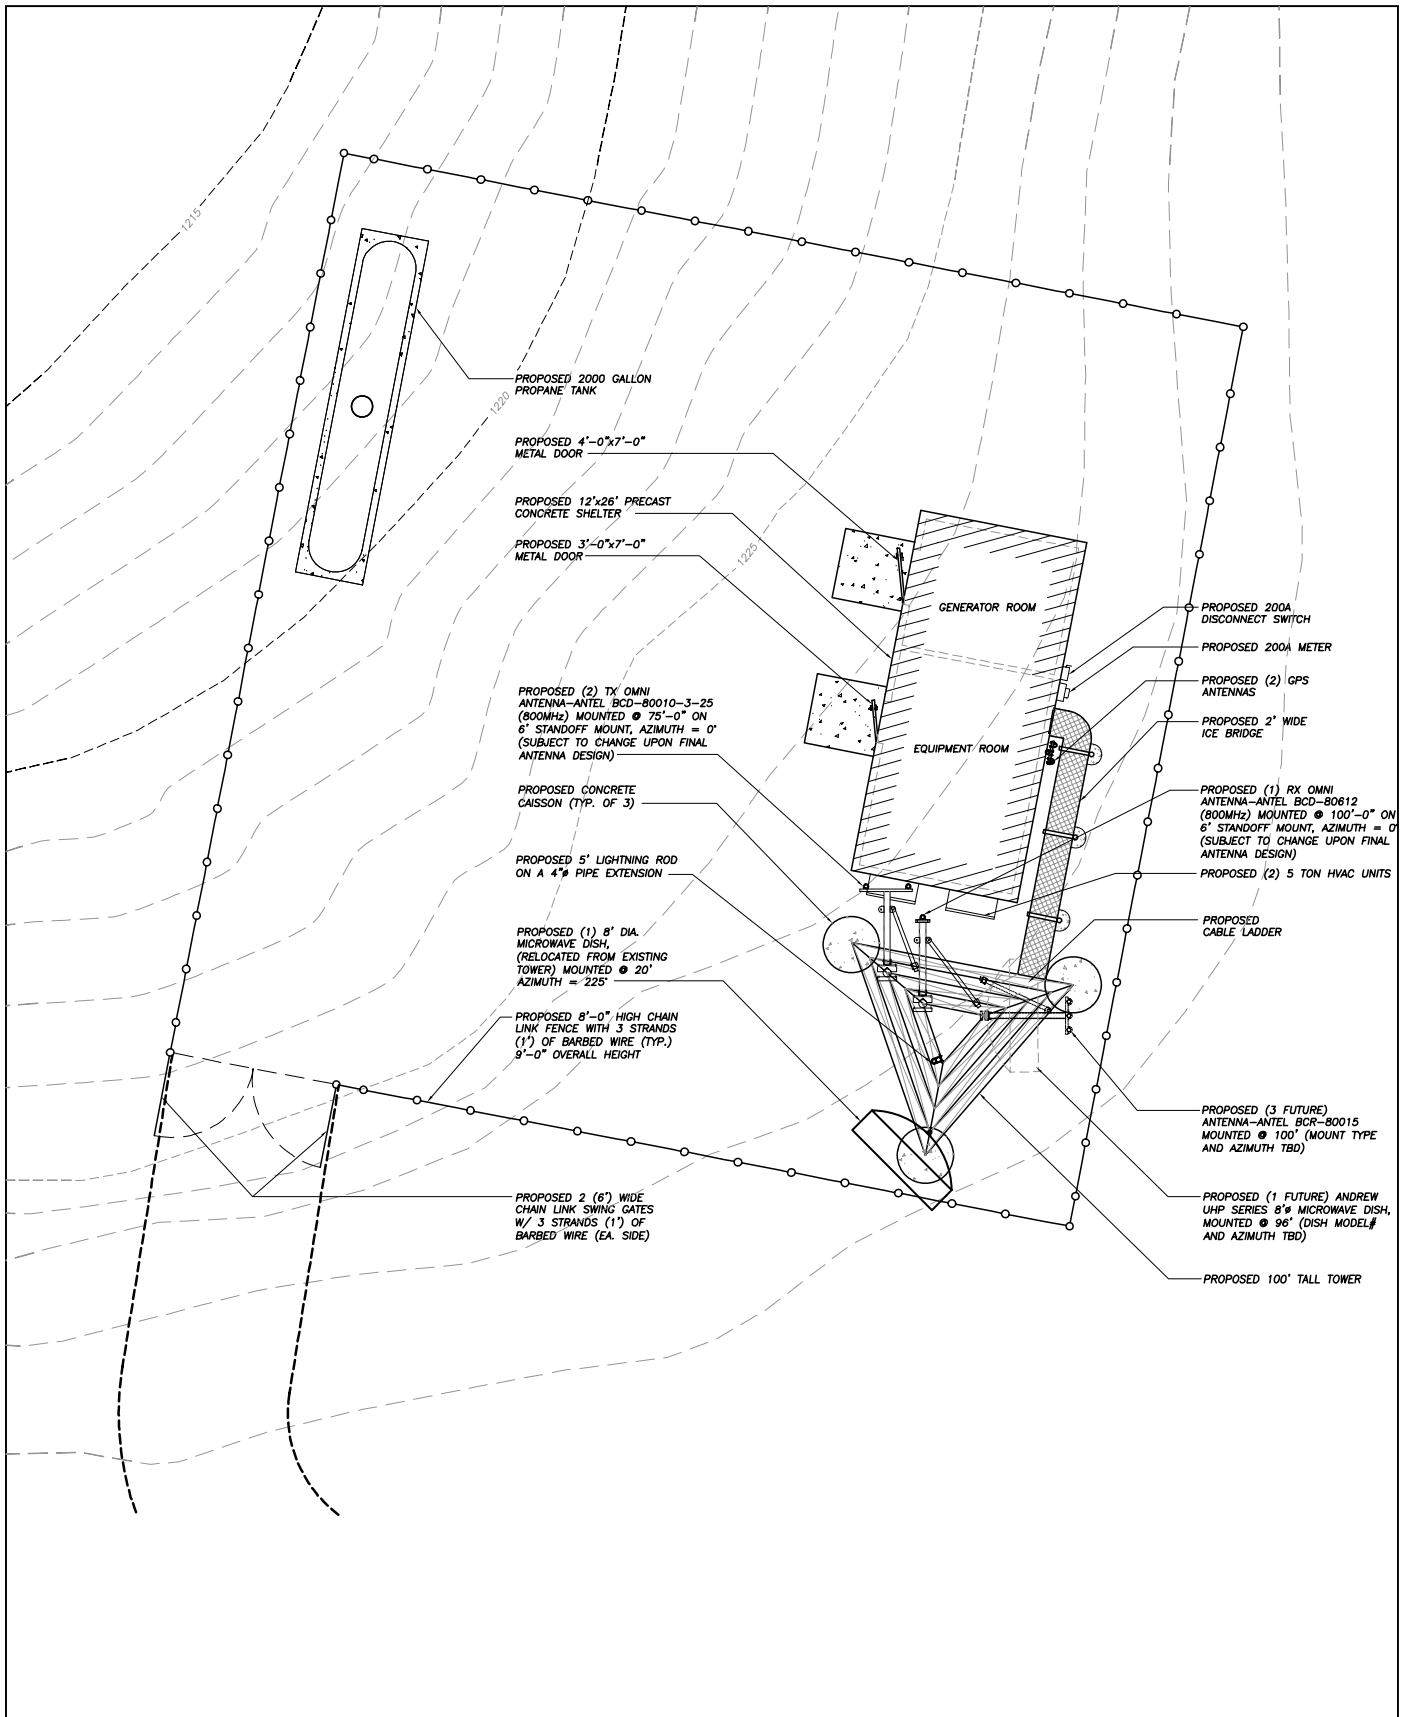 1215
PROPOSED 2000 GALLON
PROPANE TANK
1220
PROPOSED 4'-0"x7'-0"
METAL DOOR
PROPOSED 12'x26' PRECAST
CONCRETE SHELTER
PROPOSED 3'-0"x7'-0"
METAL DOOR
1225
GENERATOR ROOM
EQUIPMENT ROOM
PROPOSED (2) TX OMNI
ANTENNA-ANTEL BCD-80010-3-25
(800MHz) MOUNTED @ 75'-0" ON
6' STANDOFF MOUNT, AZIMUTH = 0°
(SUBJECT TO CHANGE UPON FINAL
ANTENNA DESIGN)
PROPOSED CONCRETE
CAISSON (TYP. OF 3)
PROPOSED 5' LIGHTNING ROD
ON A 4"ø PIPE EXTENSION
PROPOSED (1) 8' DIA.
MICROWAVE DISH,
(RELOCATED FROM EXISTING
TOWER) MOUNTED @ 20'
AZIMUTH = 225°
PROPOSED 8'-0" HIGH CHAIN
LINK FENCE WITH 3 STRANDS
(1') OF BARBED WIRE (TYP.)
9'-0" OVERALL HEIGHT
PROPOSED 2 (6') WIDE
CHAIN LINK SWING GATES
W/ 3 STRANDS (1') OF
BARBED WIRE (EA. SIDE)
PROPOSED 200A
DISCONNECT SWITCH
PROPOSED 200A METER
PROPOSED (2) GPS
ANTENNAS
PROPOSED 2' WIDE
ICE BRIDGE
PROPOSED (1) RX OMNI
ANTENNA-ANTEL BCD-80612
(800MHz) MOUNTED @ 100'-0" ON
6' STANDOFF MOUNT, AZIMUTH = 0°
(SUBJECT TO CHANGE UPON FINAL
ANTENNA DESIGN)
PROPOSED (2) 5 TON HVAC UNITS
PROPOSED
CABLE LADDER
PROPOSED (3 FUTURE)
ANTENNA-ANTEL BCR-80015
MOUNTED @ 100' (MOUNT TYPE
AND AZIMUTH TBD)
PROPOSED (1 FUTURE) ANDREW
UHP SERIES 8'ø MICROWAVE DISH,
MOUNTED @ 96' (DISH MODEL#
AND AZIMUTH TBD)
PROPOSED 100' TALL TOWER